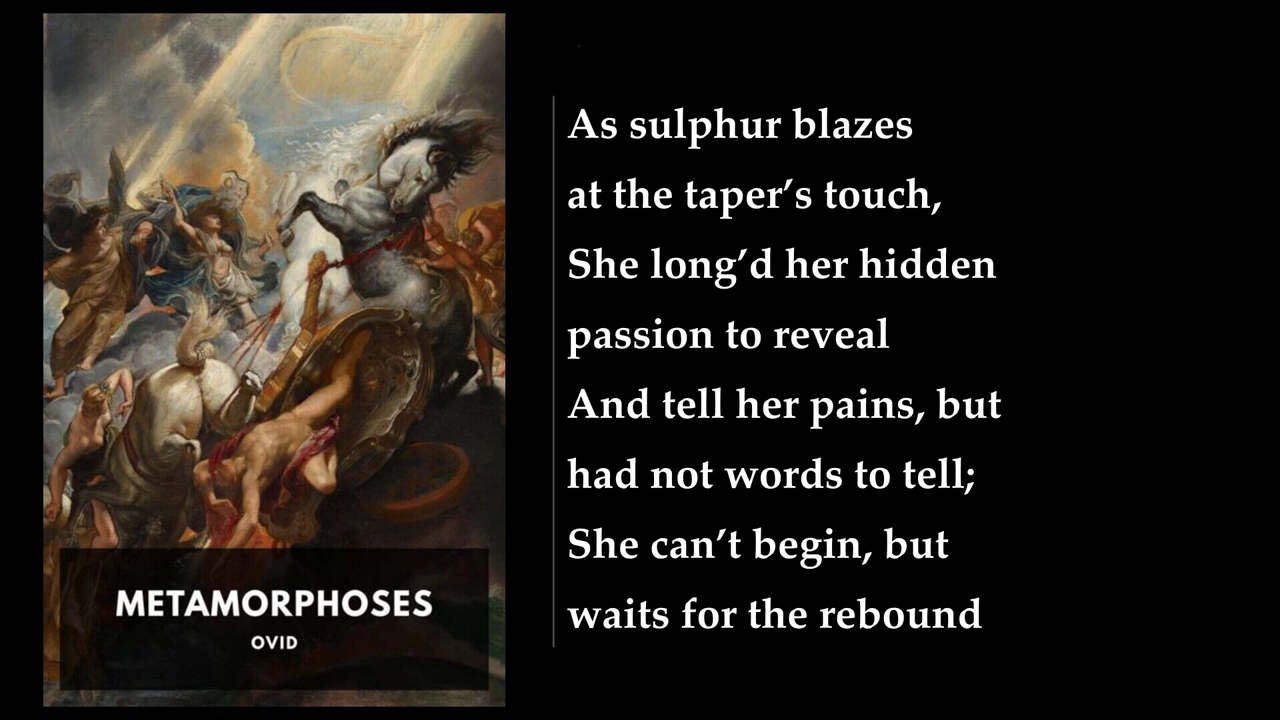 METAMORPHOSES
OVID
As sulphur blazes
at the taper’s touch,
She long’d her hidden
passion to reveal
And tell her pains, but
had not words to tell;
She can’t begin, but
waits for the rebound